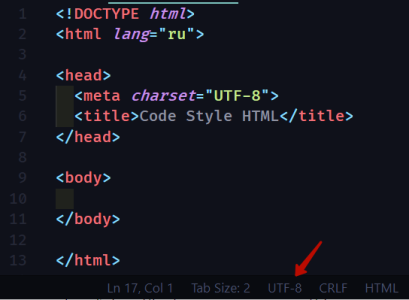 1 <!DOCTYPE html>
2 <html lang="ru">
3
4 <head>
5 <meta charset="UTF-8">
6 <title>Code Style HTML</title>
7 </head>
8
9 <body>
10
11 </body>
12
13 </html>
Ln 17, Col 1 Tab Size: 2 UTF-8 CRLF HTML